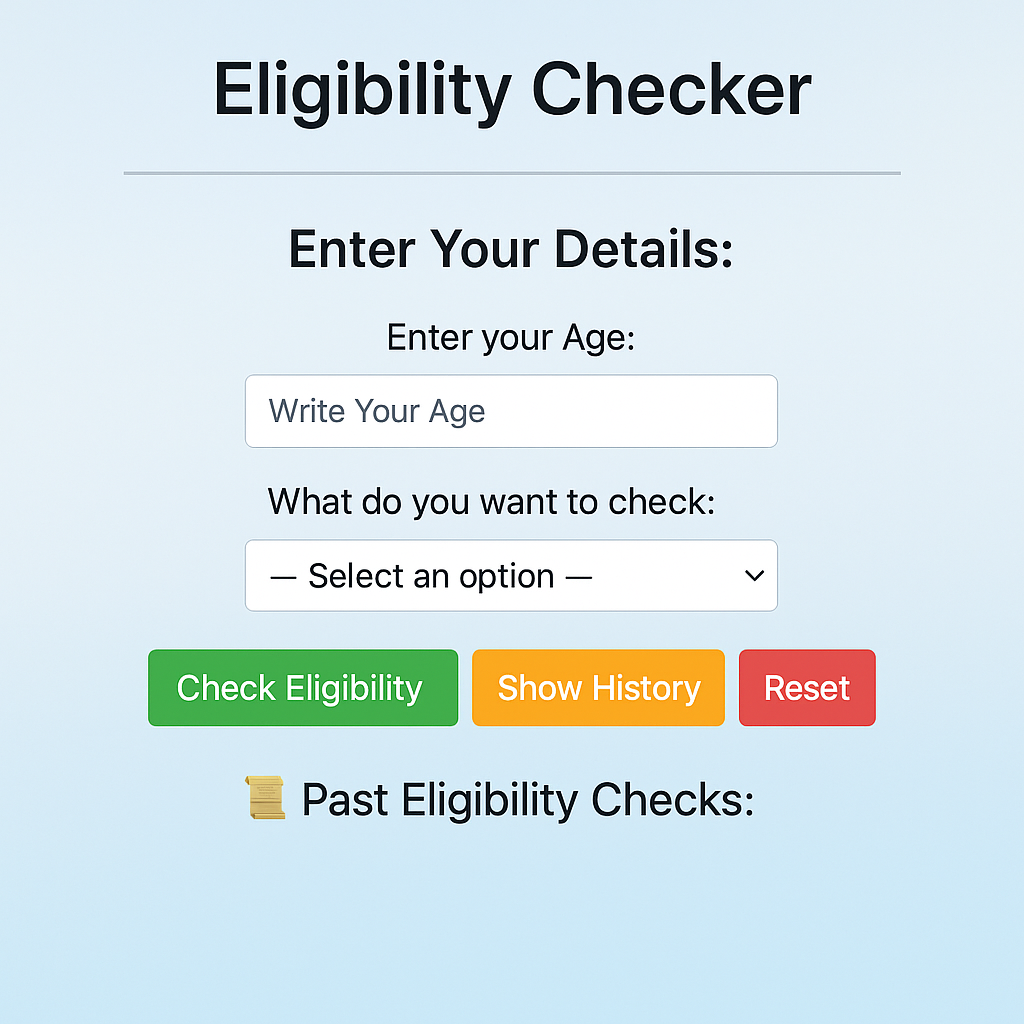 Eligibility Checker
Enter Your Details:
Enter your Age:
Write Your Age
What do you want to check:
— Select an option —
Check Eligibility Show History Reset
Past Eligibility Checks: